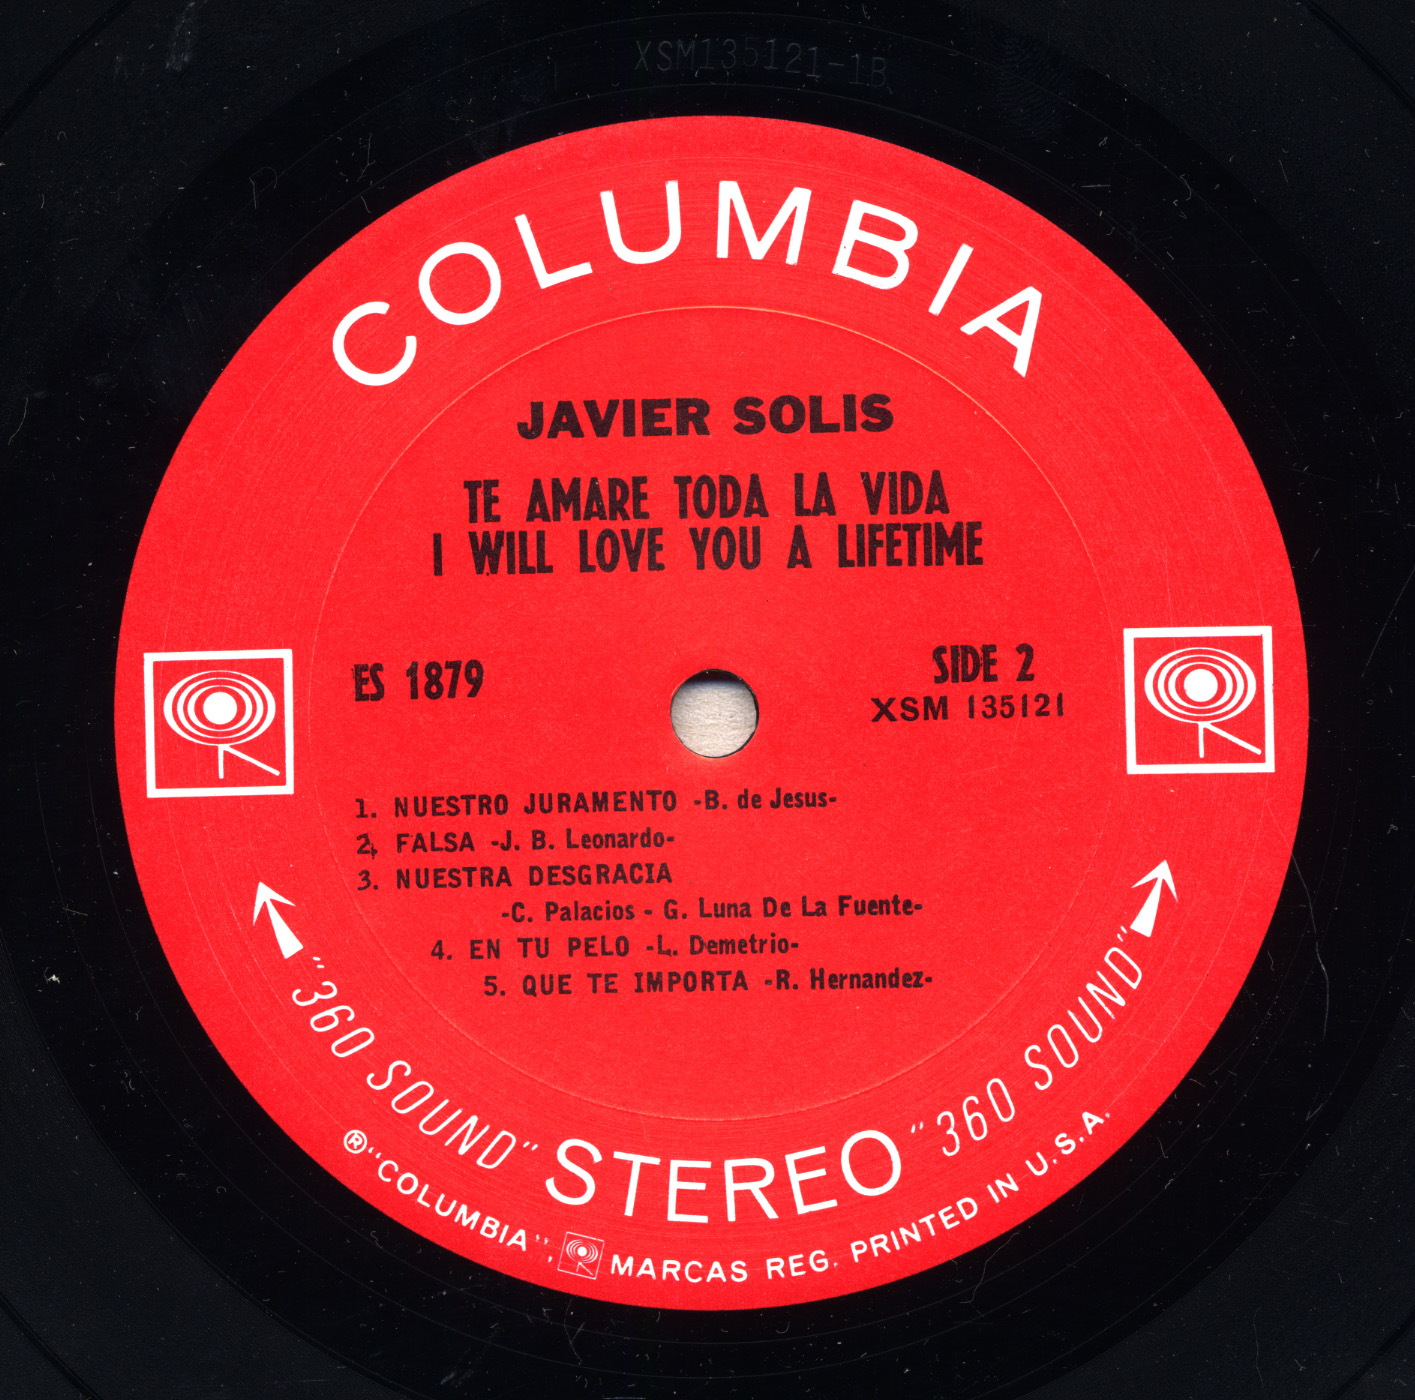 XSM135121-1B
COLUMBIA
JAVIER SOLIS
TE AMARE TODA LA VIDA
I WILL LOVE YOU A LIFETIME
ES 1879
SIDE 2
XSM 135121
1. NUESTRO JURAMENTO -B. de Jesus-
2. FALSA -J. B. Leonardo-
3. NUESTRA DESGRACIA
-C. Palacios - G. Luna De La Fuente-
4. EN TU PELO -L. Demetrio-
5. QUE TE IMPORTA -R. Hernandez-
"360 SOUND" STEREO "360 SOUND"
® "COLUMBIA", MARCAS REG. PRINTED IN U.S.A.